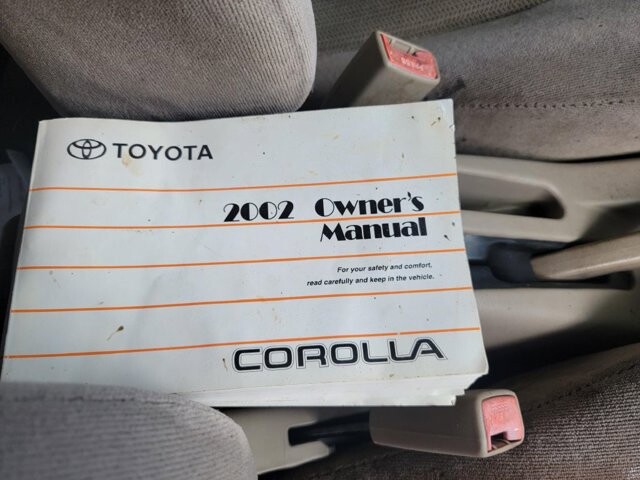 TOYOTA
2002 Owner's
Manual
For your safety and comfort,
read carefully and keep in the vehicle.
COROLLA